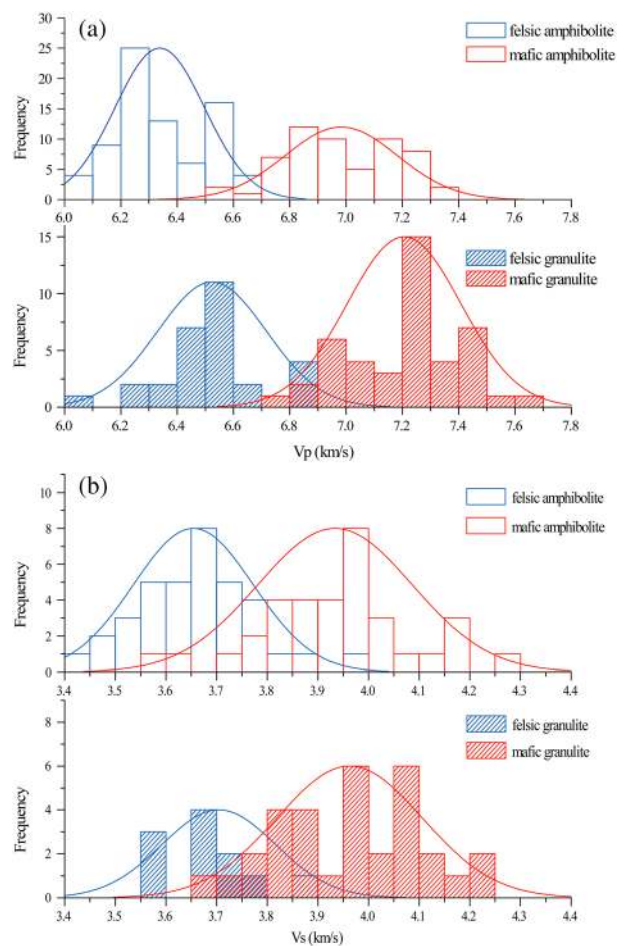 (a)
felsic amphibolite
mafic amphibolite
Frequency
30
25
20
15
10
5
0
6.0 6.2 6.4 6.6 6.8 7.0 7.2 7.4 7.6 7.8
felsic granulite
mafic granulite
Frequency
15
10
5
0
6.0 6.2 6.4 6.6 6.8 7.0 7.2 7.4 7.6 7.8
Vp (km/s)
(b)
felsic amphibolite
mafic amphibolite
Frequency
10
8
6
4
2
0
3.4 3.5 3.6 3.7 3.8 3.9 4.0 4.1 4.2 4.3 4.4
felsic granulite
mafic granulite
Frequency
8
6
4
2
0
3.4 3.5 3.6 3.7 3.8 3.9 4.0 4.1 4.2 4.3 4.4
Vs (km/s)